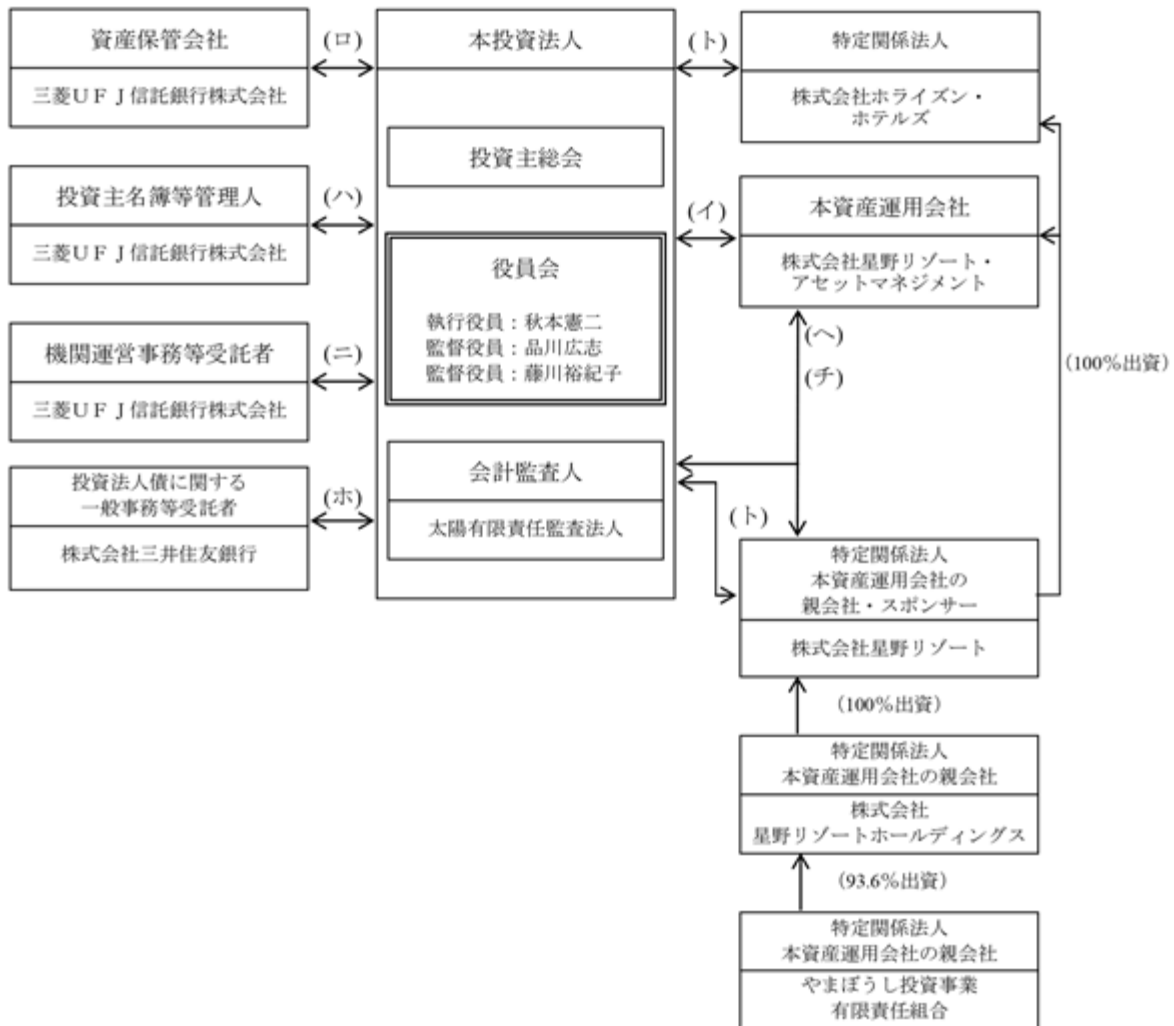 資産保管会社
三菱ＵＦＪ信託銀行株式会社
(ロ)
投資主名簿等管理人
三菱ＵＦＪ信託銀行株式会社
(ハ)
機関運営事務等受託者
三菱ＵＦＪ信託銀行株式会社
(ニ)
投資法人債に関する
一般事務等受託者
株式会社三井住友銀行
(ホ)
本投資法人
投資主総会
役員会
執行役員：秋本憲二
監督役員：品川広志
監督役員：藤川裕紀子
会計監査人
太陽有限責任監査法人
(ト)
特定関係法人
株式会社ホライズン・
ホテルズ
(イ)
本資産運用会社
株式会社星野リゾート・
アセットマネジメント
(ヘ)
(チ)
（100％出資）
(ト)
特定関係法人
本資産運用会社の
親会社・スポンサー
株式会社星野リゾート
（100％出資）
特定関係法人
本資産運用会社の親会社
株式会社
星野リゾートホールディングス
（93.6％出資）
特定関係法人
本資産運用会社の親会社
やまぼうし投資事業
有限責任組合